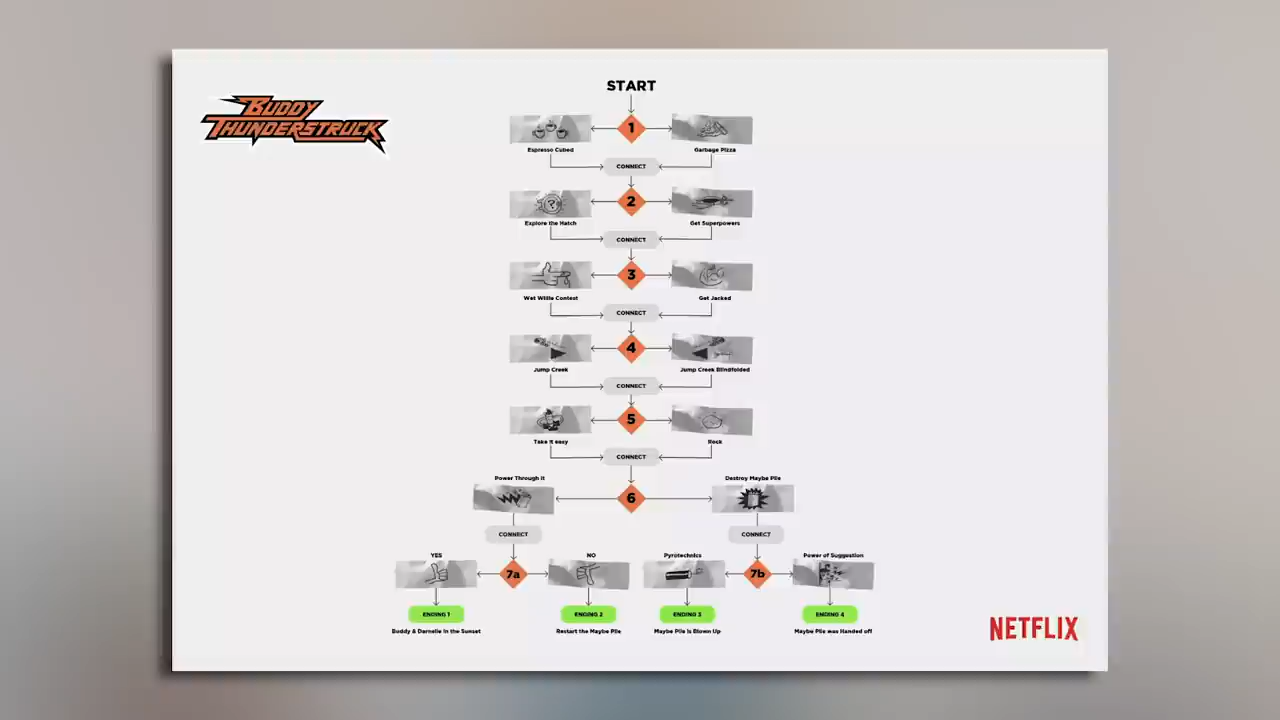 BUDDY
THUNDERSTRUCK
START
1
Espresso Cubed
Garbage Pizza
CONNECT
2
?
Explore the Hatch
Get Superpowers
CONNECT
3
Wet Willie Contest
Get Jacked
CONNECT
4
Jump Creek
Jump Creek Blindfolded
CONNECT
5
Take it easy
Rock
CONNECT
Power Through It
Destroy Maybe Pile
6
CONNECT
CONNECT
YES
NO
Pyrotechnics
Power of Suggestion
7a
7b
ENDING 1
ENDING 2
ENDING 3
ENDING 4
Buddy & Darnelle in the Sunset
Restart the Maybe Pile
Maybe Pile is Blown Up
Maybe Pile was Handed off
NETFLIX